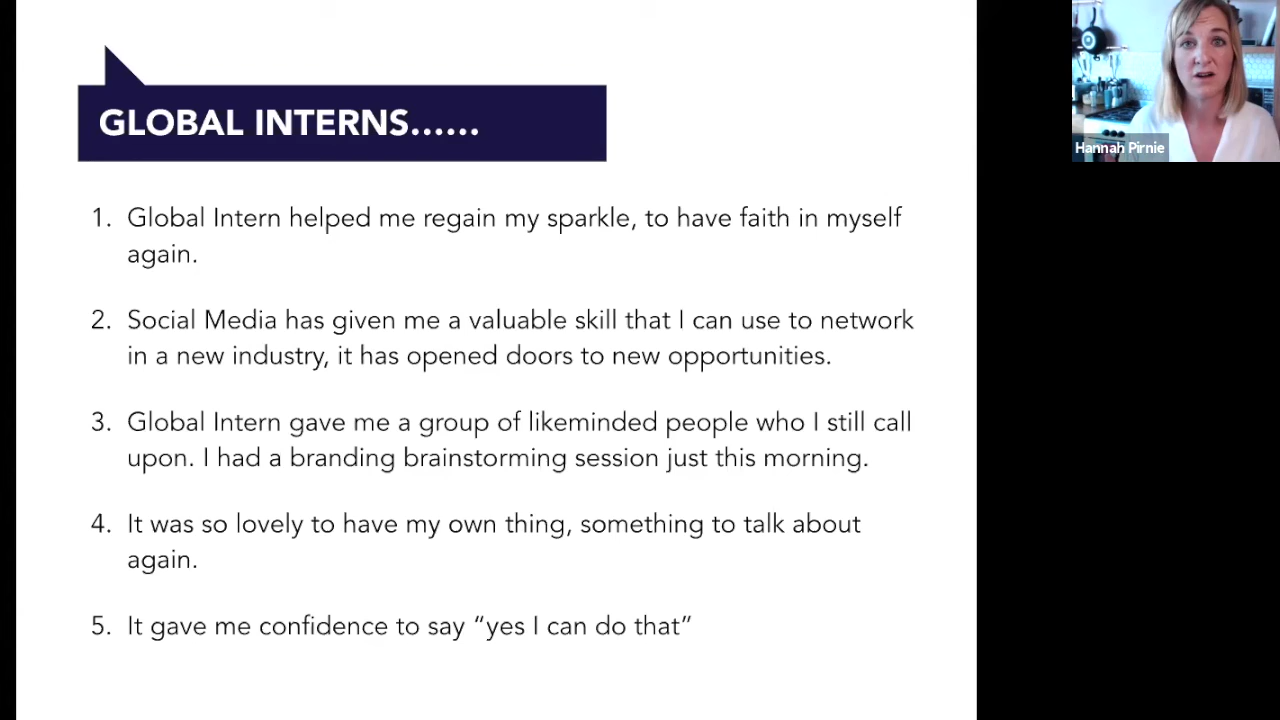 GLOBAL INTERNS......
Hannah Pirnie
1. Global Intern helped me regain my sparkle, to have faith in myself
again.
2. Social Media has given me a valuable skill that I can use to network
in a new industry, it has opened doors to new opportunities.
3. Global Intern gave me a group of likeminded people who I still call
upon. I had a branding brainstorming session just this morning.
4. It was so lovely to have my own thing, something to talk about
again.
5. It gave me confidence to say “yes I can do that”